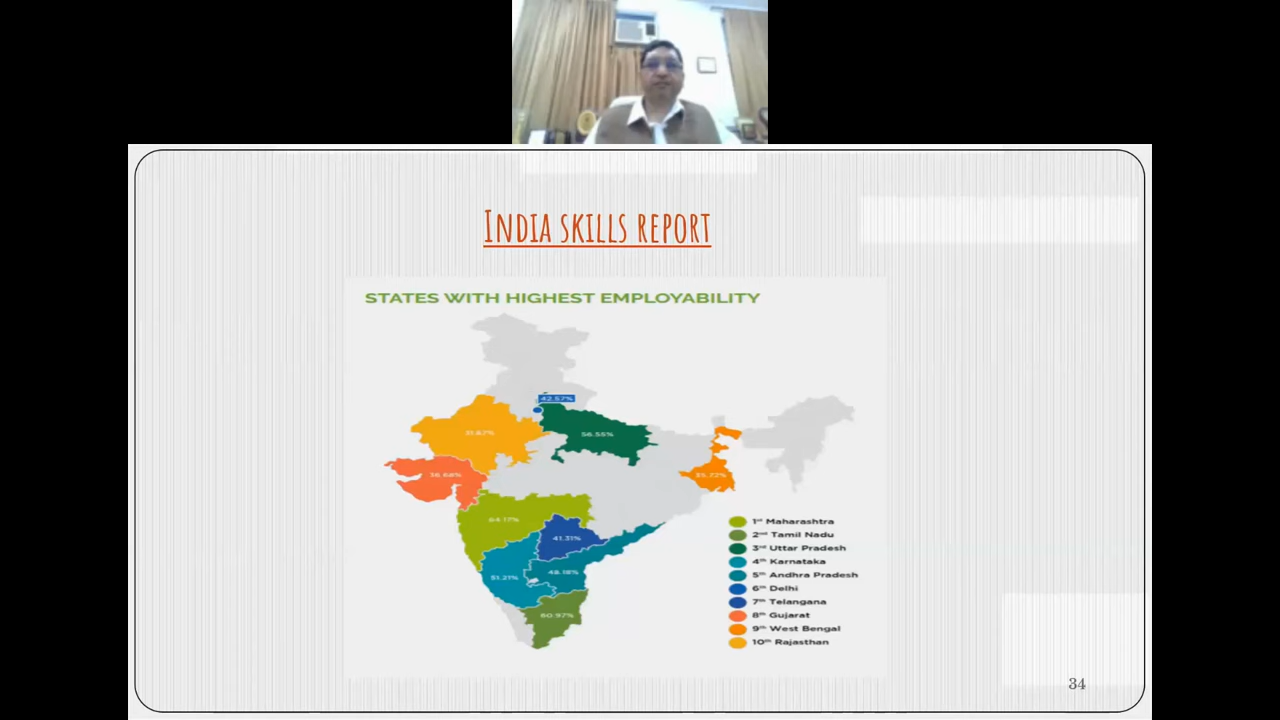 INDIA SKILLS REPORT
STATES WITH HIGHEST EMPLOYABILITY
42.57%
56.55%
36.64%
35.72%
64.17%
41.31%
51.21%
48.18%
60.97%
1st Maharashtra
2nd Tamil Nadu
3rd Uttar Pradesh
4th Karnataka
5th Andhra Pradesh
6th Delhi
7th Telangana
8th Gujarat
9th West Bengal
10th Rajasthan
34